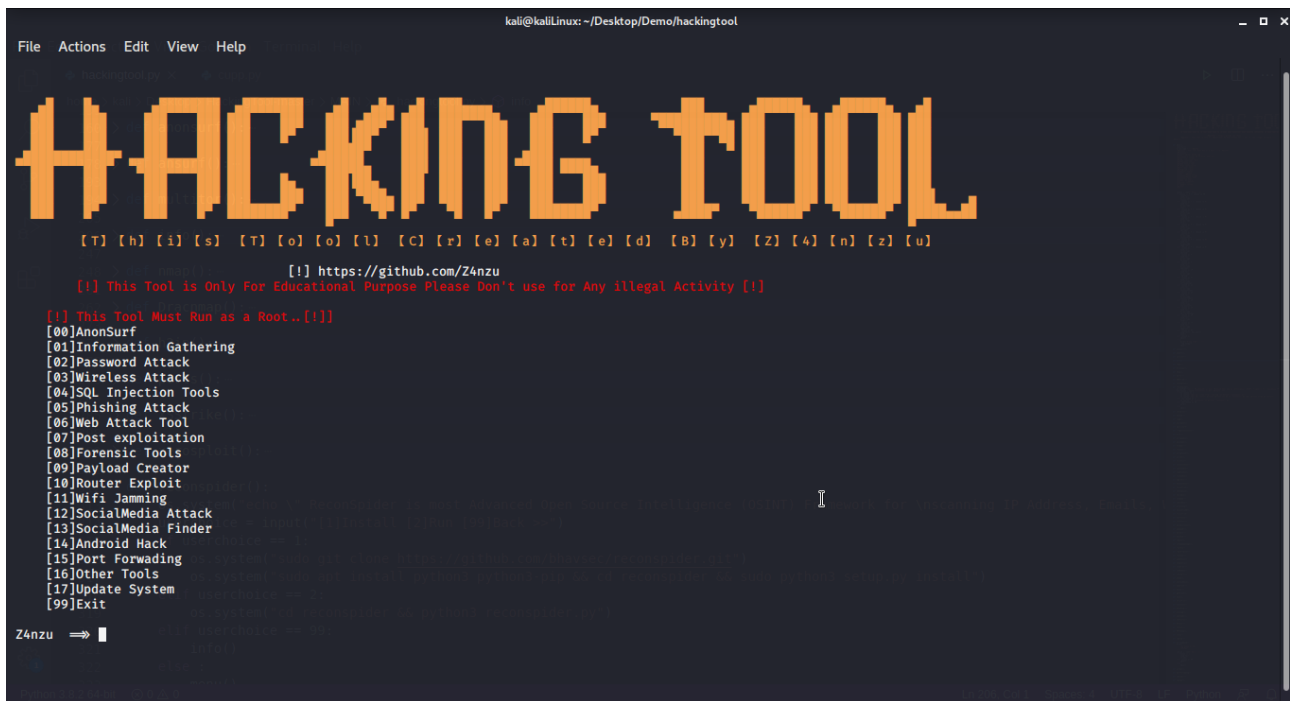 kali@kaliLinux: ~/Desktop/Demo/hackingtool
File Actions Edit View Help
HACKING TOOL
[T] [h] [i] [s] [T] [o] [o] [l] [C] [r] [e] [a] [t] [e] [d] [B] [y] [Z] [4] [n] [z] [u]
[!] https://github.com/Z4nzu
[!] This Tool is Only For Educational Purpose Please Don't use for Any illegal Activity [!]
[!] This Tool Must Run as a Root..[!]]
[00]AnonSurf
[01]Information Gathering
[02]Password Attack
[03]Wireless Attack
[04]SQL Injection Tools
[05]Phishing Attack
[06]Web Attack Tool
[07]Post exploitation
[08]Forensic Tools
[09]Payload Creator
[10]Router Exploit
[11]Wifi Jamming
[12]SocialMedia Attack
[13]SocialMedia Finder
[14]Android Hack
[15]Port Forwading
[16]Other Tools
[17]Update System
[99]Exit
Z4nzu ⟹